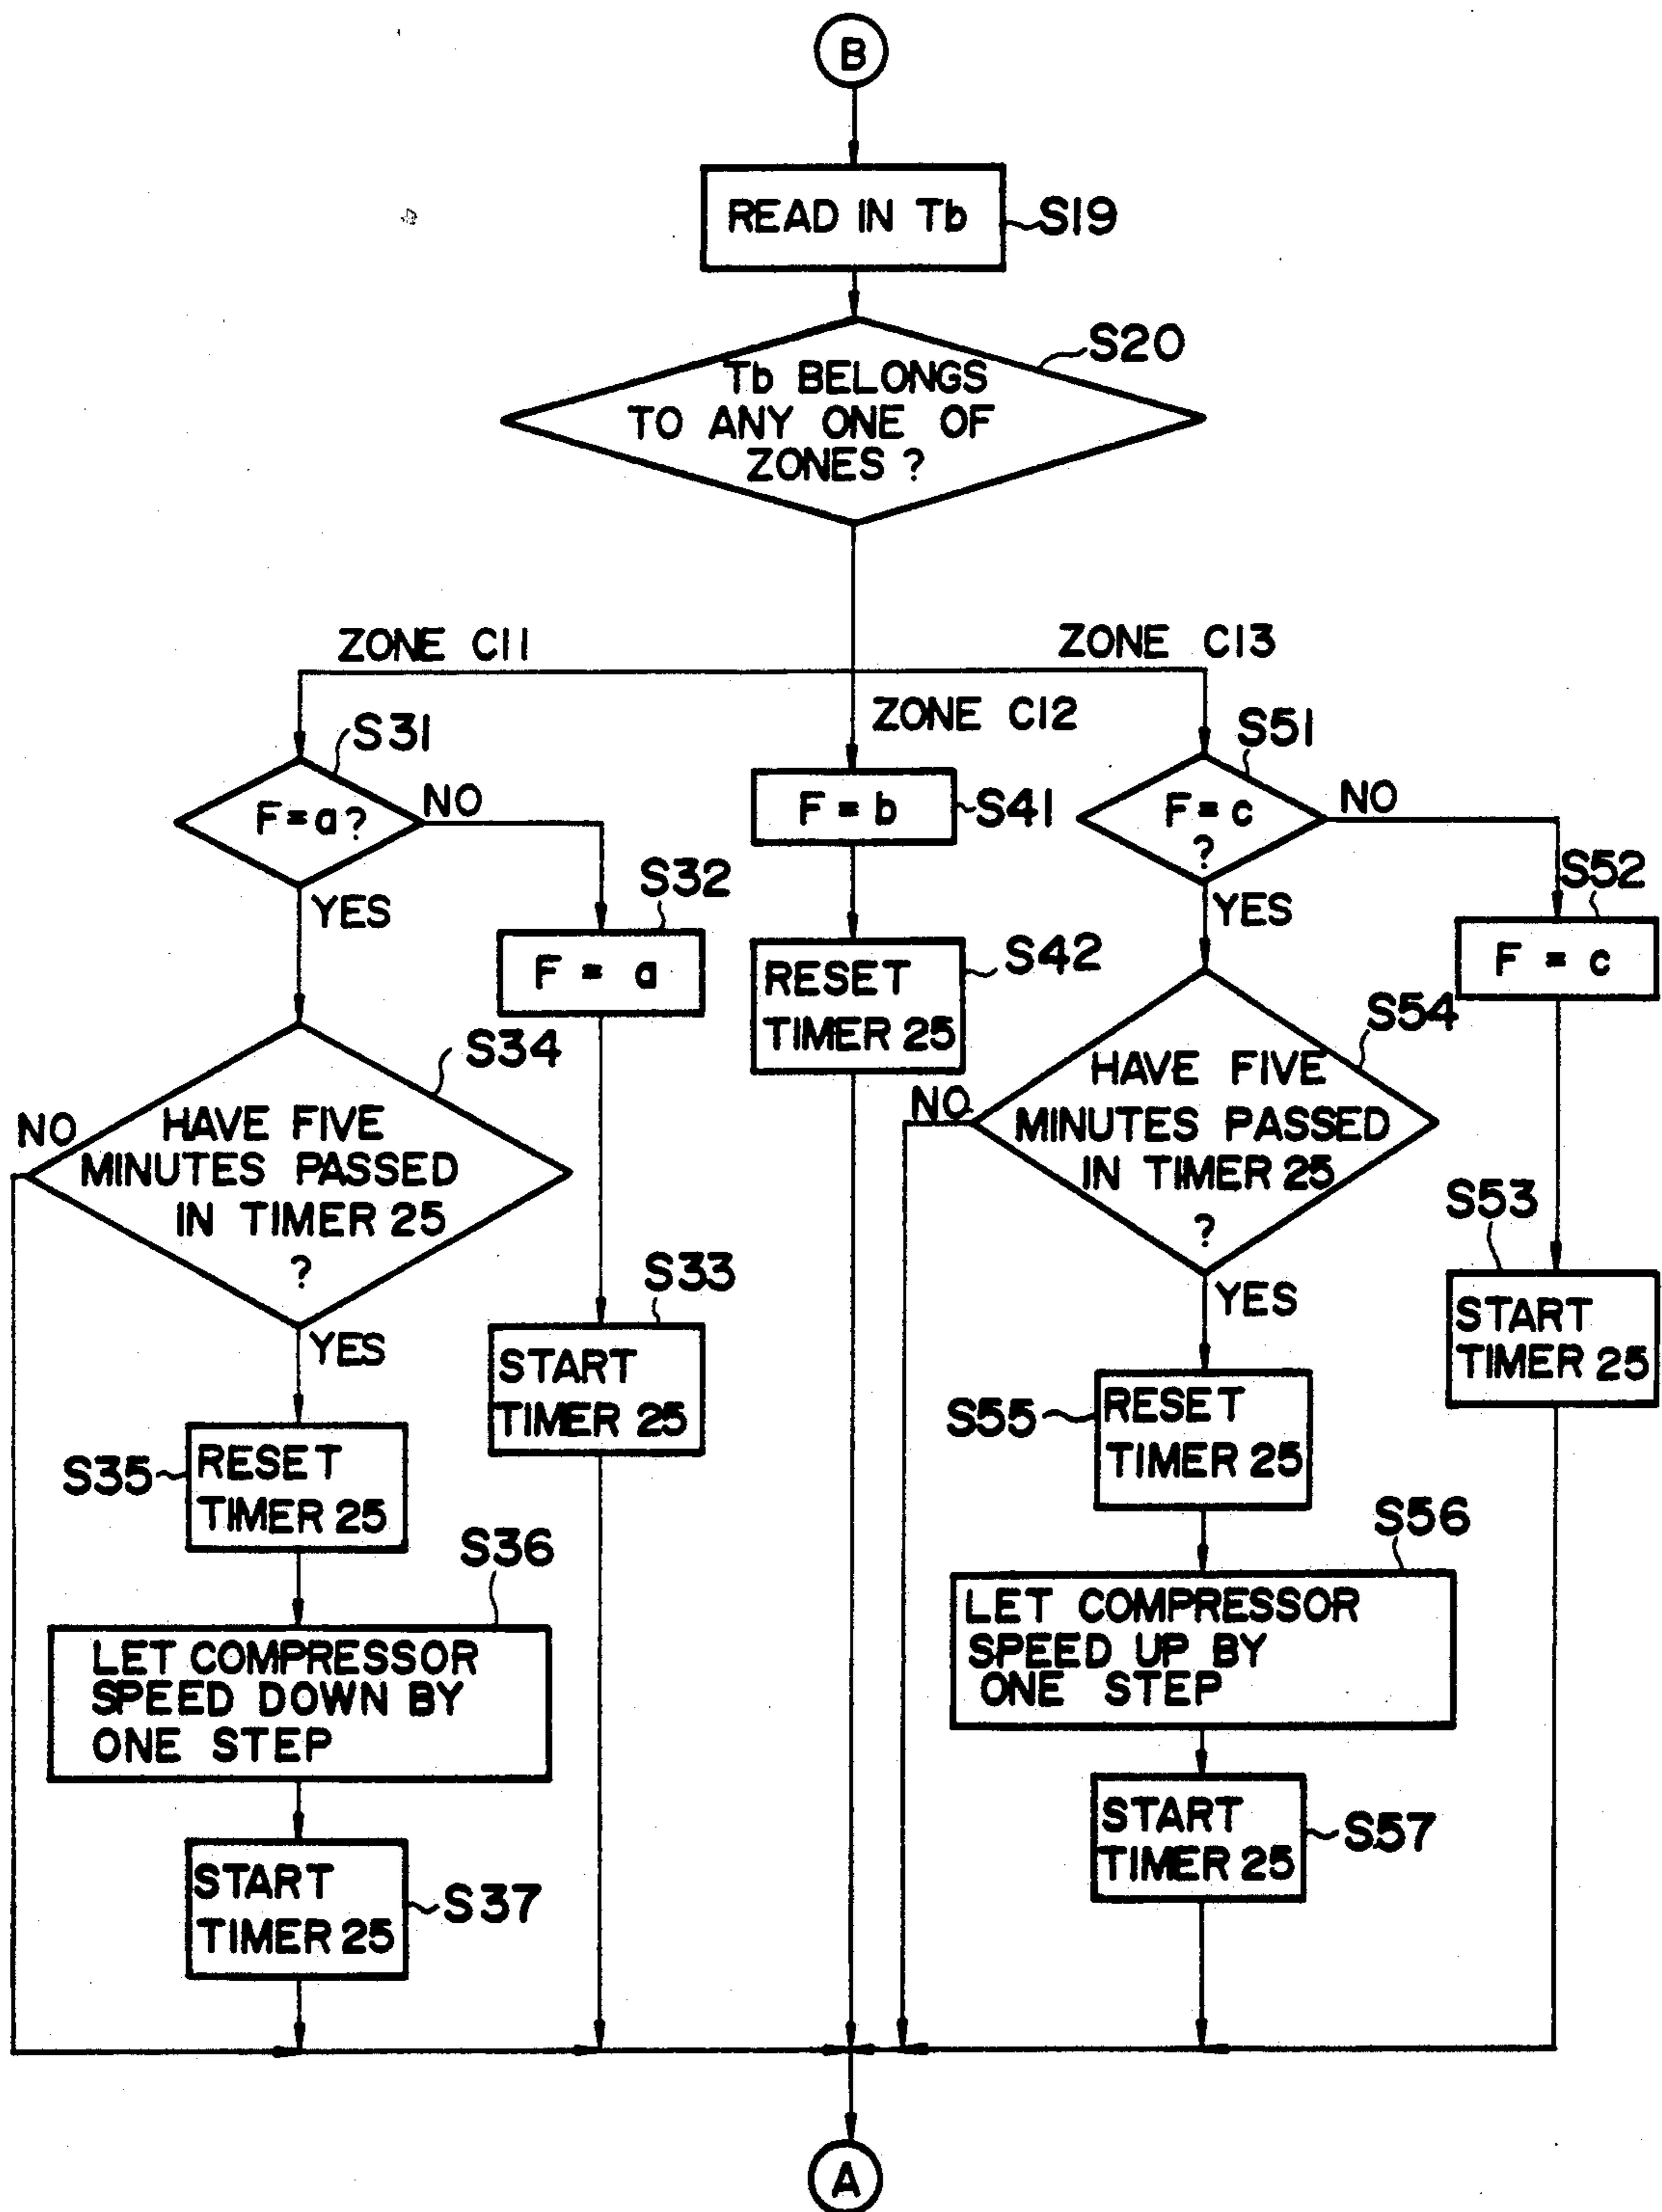 B
READ IN Tb
S19
S20
Tb BELONGS
TO ANY ONE OF
ZONES ?
ZONE C11
ZONE C13
ZONE C12
S31
F=a?
NO
YES
S32
F = a
S41
F = b
S42
RESET
TIMER 25
S51
F = c
?
NO
YES
S52
F = c
S34
HAVE FIVE
MINUTES PASSED
IN TIMER 25
?
NO
YES
S33
START
TIMER 25
S54
HAVE FIVE
MINUTES PASSED
IN TIMER 25
?
NO
YES
S53
START
TIMER 25
S35
RESET
TIMER 25
S36
LET COMPRESSOR
SPEED DOWN BY
ONE STEP
START
TIMER 25
S37
S55
RESET
TIMER 25
S56
LET COMPRESSOR
SPEED UP BY
ONE STEP
START
TIMER 25
S57
A